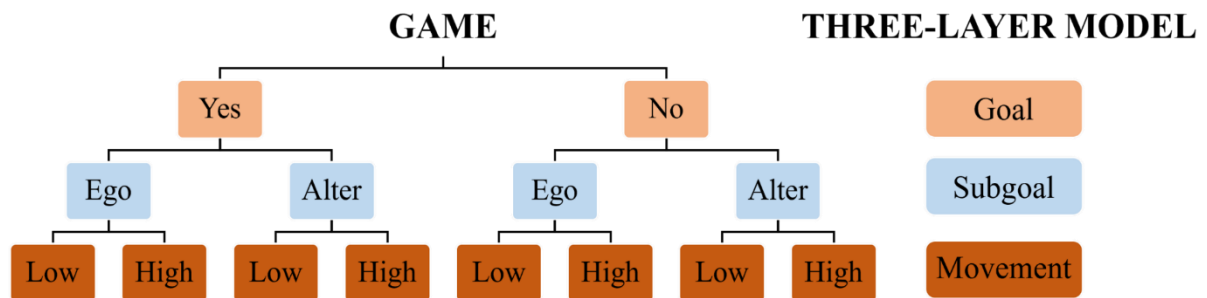 GAME THREE-LAYER MODEL
Yes No Goal
Ego Alter Ego Alter Subgoal
Low High Low High Low High Low High Movement